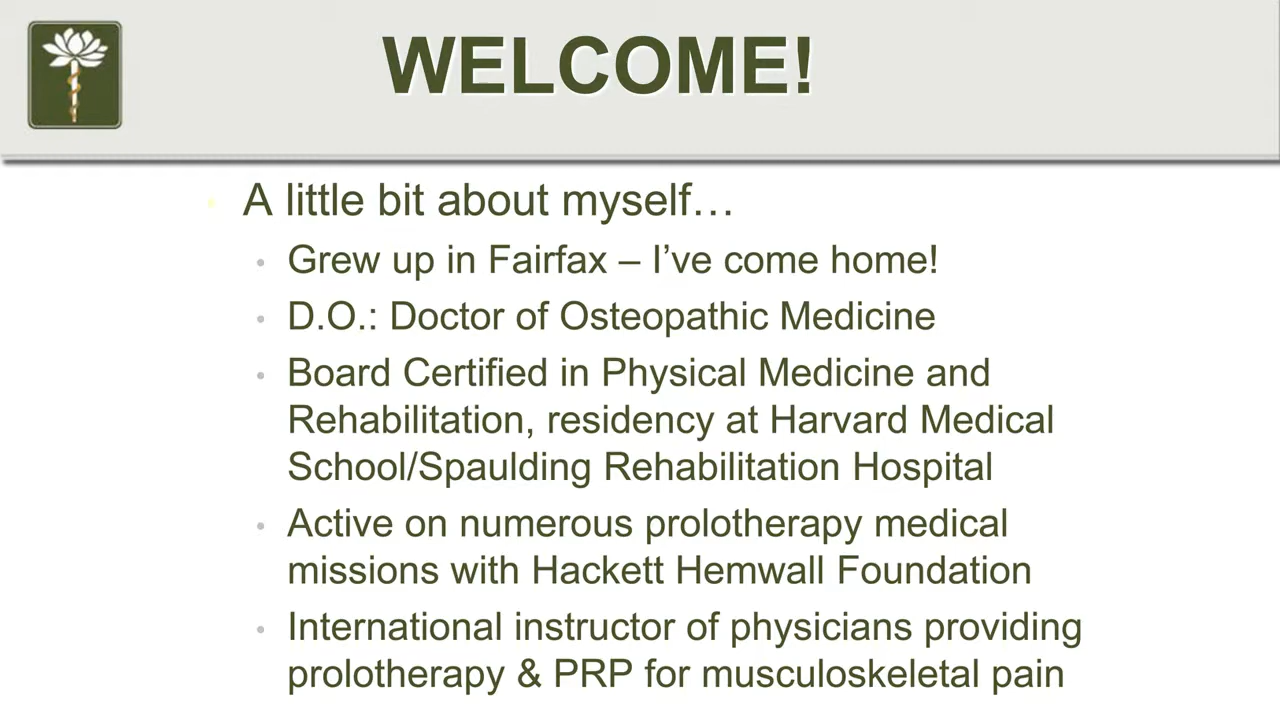 WELCOME!
• A little bit about myself…
• Grew up in Fairfax – I’ve come home!
• D.O.: Doctor of Osteopathic Medicine
• Board Certified in Physical Medicine and
Rehabilitation, residency at Harvard Medical
School/Spaulding Rehabilitation Hospital
• Active on numerous prolotherapy medical
missions with Hackett Hemwall Foundation
• International instructor of physicians providing
prolotherapy & PRP for musculoskeletal pain